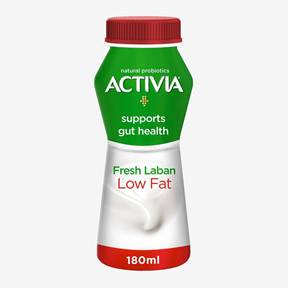 natural probiotics
ACTIVIA
supports
gut health
Fresh Laban
Low Fat
180ml